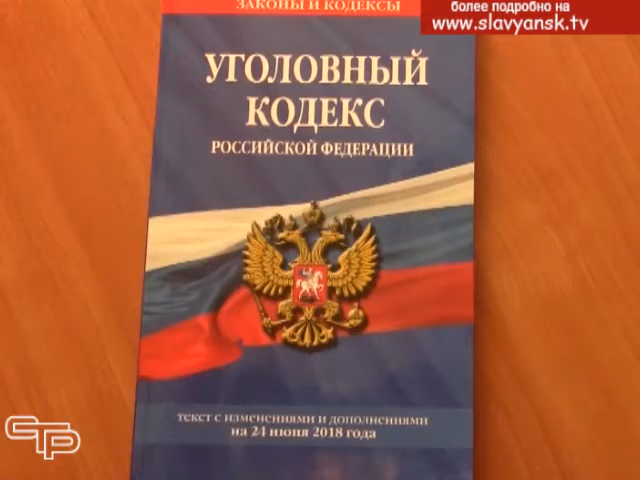 ЗАКОНЫ И КОДЕКСЫ
более подробно на
www.slavyansk.tv
УГОЛОВНЫЙ
КОДЕКС
РОССИЙСКОЙ ФЕДЕРАЦИИ
ТЕКСТ С ИЗМЕНЕНИЯМИ И ДОПОЛНЕНИЯМИ
на 24 июня 2018 года
СТР